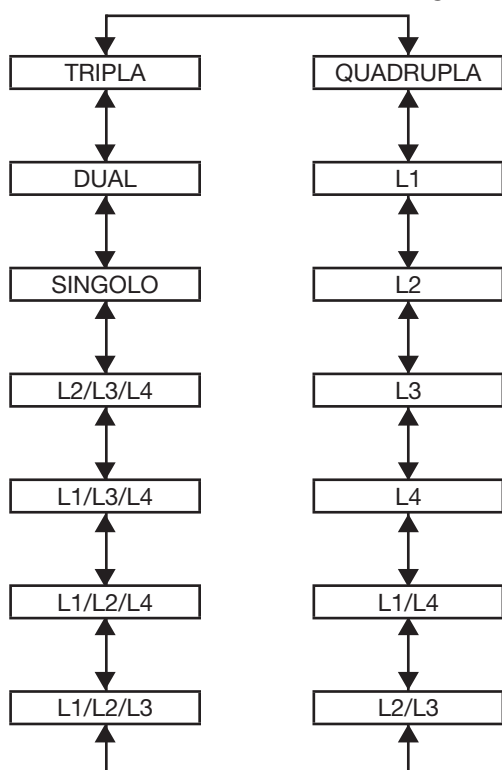 TRIPLA
QUADRUPLA
DUAL
L1
SINGOLO
L2
L2/L3/L4
L3
L1/L3/L4
L4
L1/L2/L4
L1/L4
L1/L2/L3
L2/L3